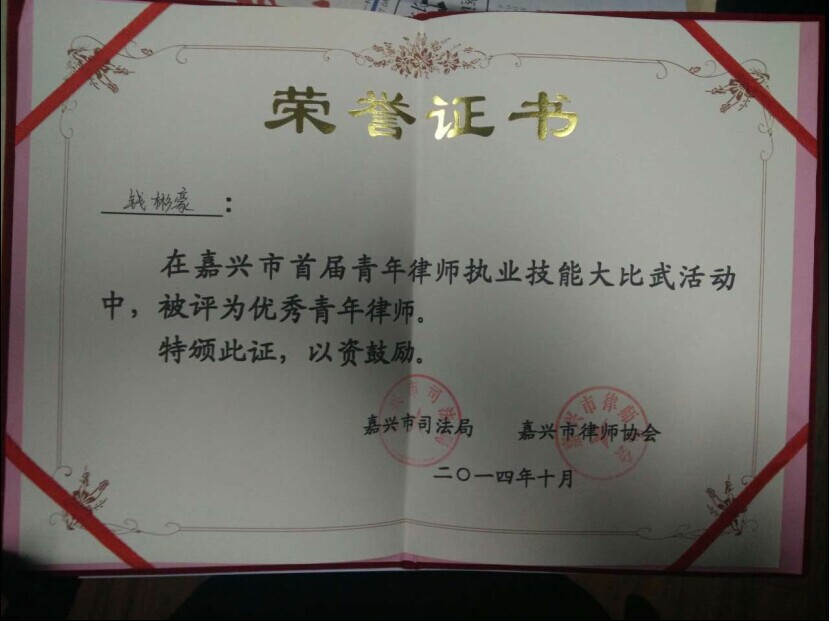 荣誉证书
钱彬豪：
在嘉兴市首届青年律师执业技能大比武活动
中，被评为优秀青年律师。
特颁此证，以资鼓励。
嘉兴市司法局 嘉兴市律师协会
二〇一四年十月